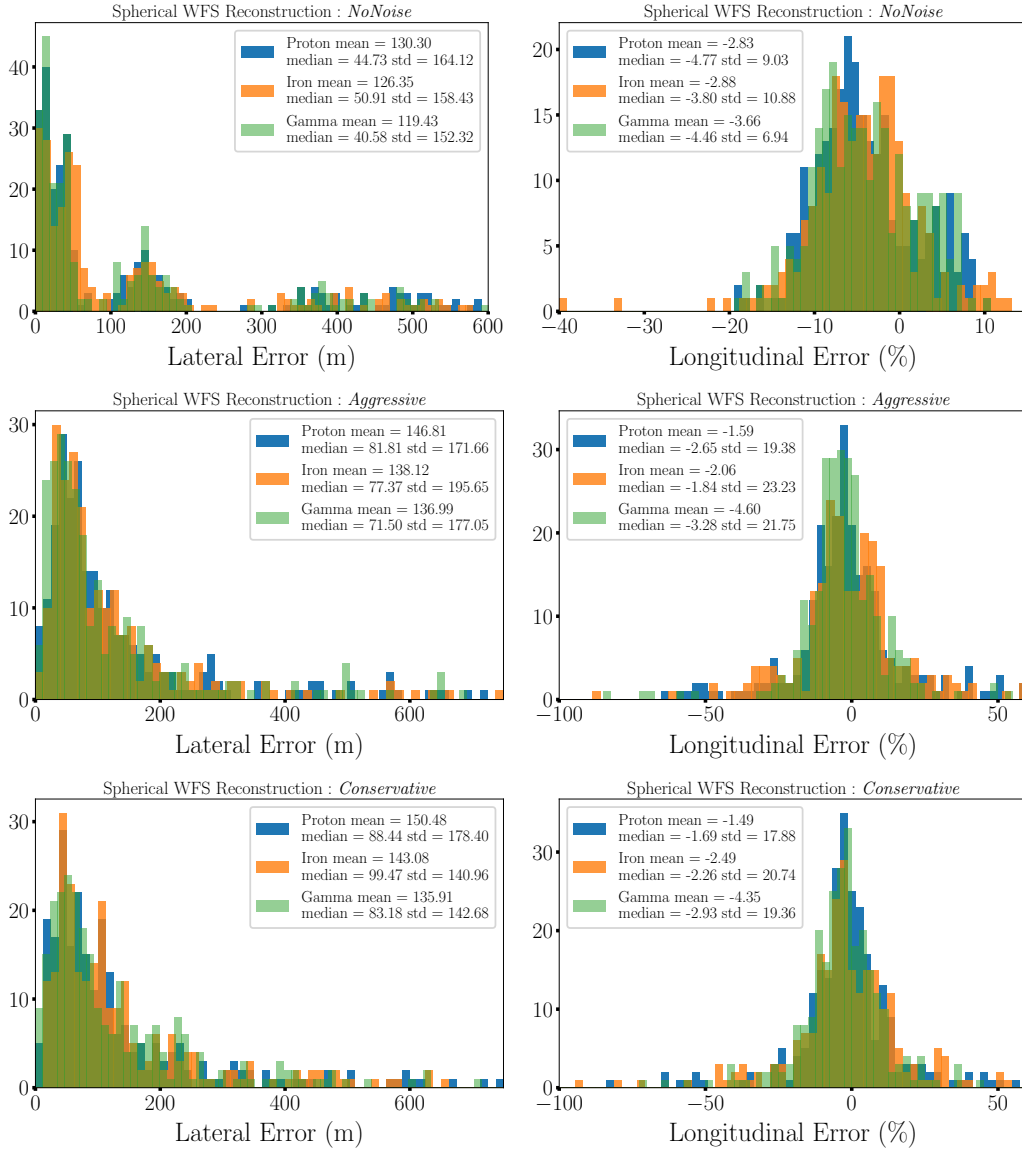 Spherical WFS Reconstruction : NoNoise
Proton mean = 130.30
median = 44.73 std = 164.12
Iron mean = 126.35
median = 50.91 std = 158.43
Gamma mean = 119.43
median = 40.58 std = 152.32
40
30
20
10
0
0 100 200 300 400 500 600
Lateral Error (m)
Spherical WFS Reconstruction : NoNoise
Proton mean = -2.83
median = -4.77 std = 9.03
Iron mean = -2.88
median = -3.80 std = 10.88
Gamma mean = -3.66
median = -4.46 std = 6.94
20
15
10
5
0
−40 −30 −20 −10 0 10
Longitudinal Error (%)
Spherical WFS Reconstruction : Aggressive
Proton mean = 146.81
median = 81.81 std = 171.66
Iron mean = 138.12
median = 77.37 std = 195.65
Gamma mean = 136.99
median = 71.50 std = 177.05
30
20
10
0
0 200 400 600
Lateral Error (m)
Spherical WFS Reconstruction : Aggressive
Proton mean = -1.59
median = -2.65 std = 19.38
Iron mean = -2.06
median = -1.84 std = 23.23
Gamma mean = -4.60
median = -3.28 std = 21.75
30
20
10
0
−100 −50 0 50
Longitudinal Error (%)
Spherical WFS Reconstruction : Conservative
Proton mean = 150.48
median = 88.44 std = 178.40
Iron mean = 143.08
median = 99.47 std = 140.96
Gamma mean = 135.91
median = 83.18 std = 142.68
30
20
10
0
0 200 400 600
Lateral Error (m)
Spherical WFS Reconstruction : Conservative
Proton mean = -1.49
median = -1.69 std = 17.88
Iron mean = -2.49
median = -2.26 std = 20.74
Gamma mean = -4.35
median = -2.93 std = 19.36
30
20
10
0
−100 −50 0 50
Longitudinal Error (%)